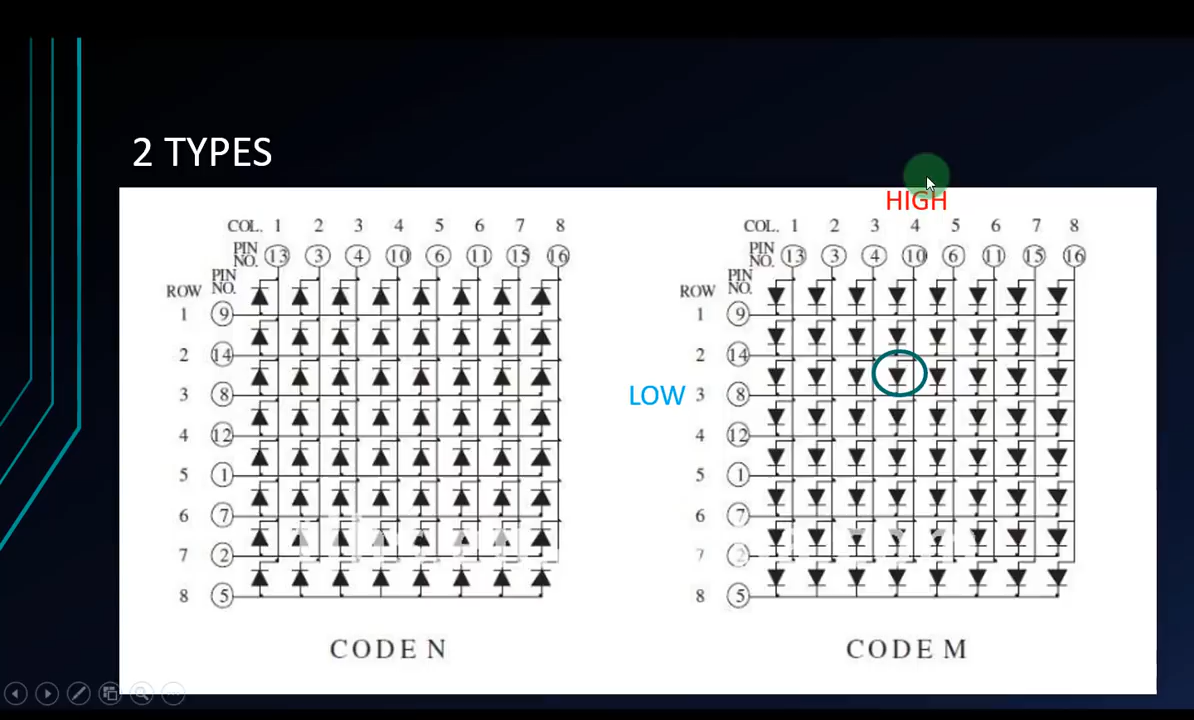 2 TYPES
HIGH
COL. 1 2 3 4 5 6 7 8
PIN NO. 13 3 4 10 6 11 15 16
ROW PIN NO.
1 9
2 14
3 8
4 12
5 1
6 7
7 2
8 5
CODE N
COL. 1 2 3 4 5 6 7 8
PIN NO. 13 3 4 10 6 11 15 16
ROW PIN NO.
1 9
2 14
LOW 3 8
4 12
5 1
6 7
7 2
8 5
CODE M